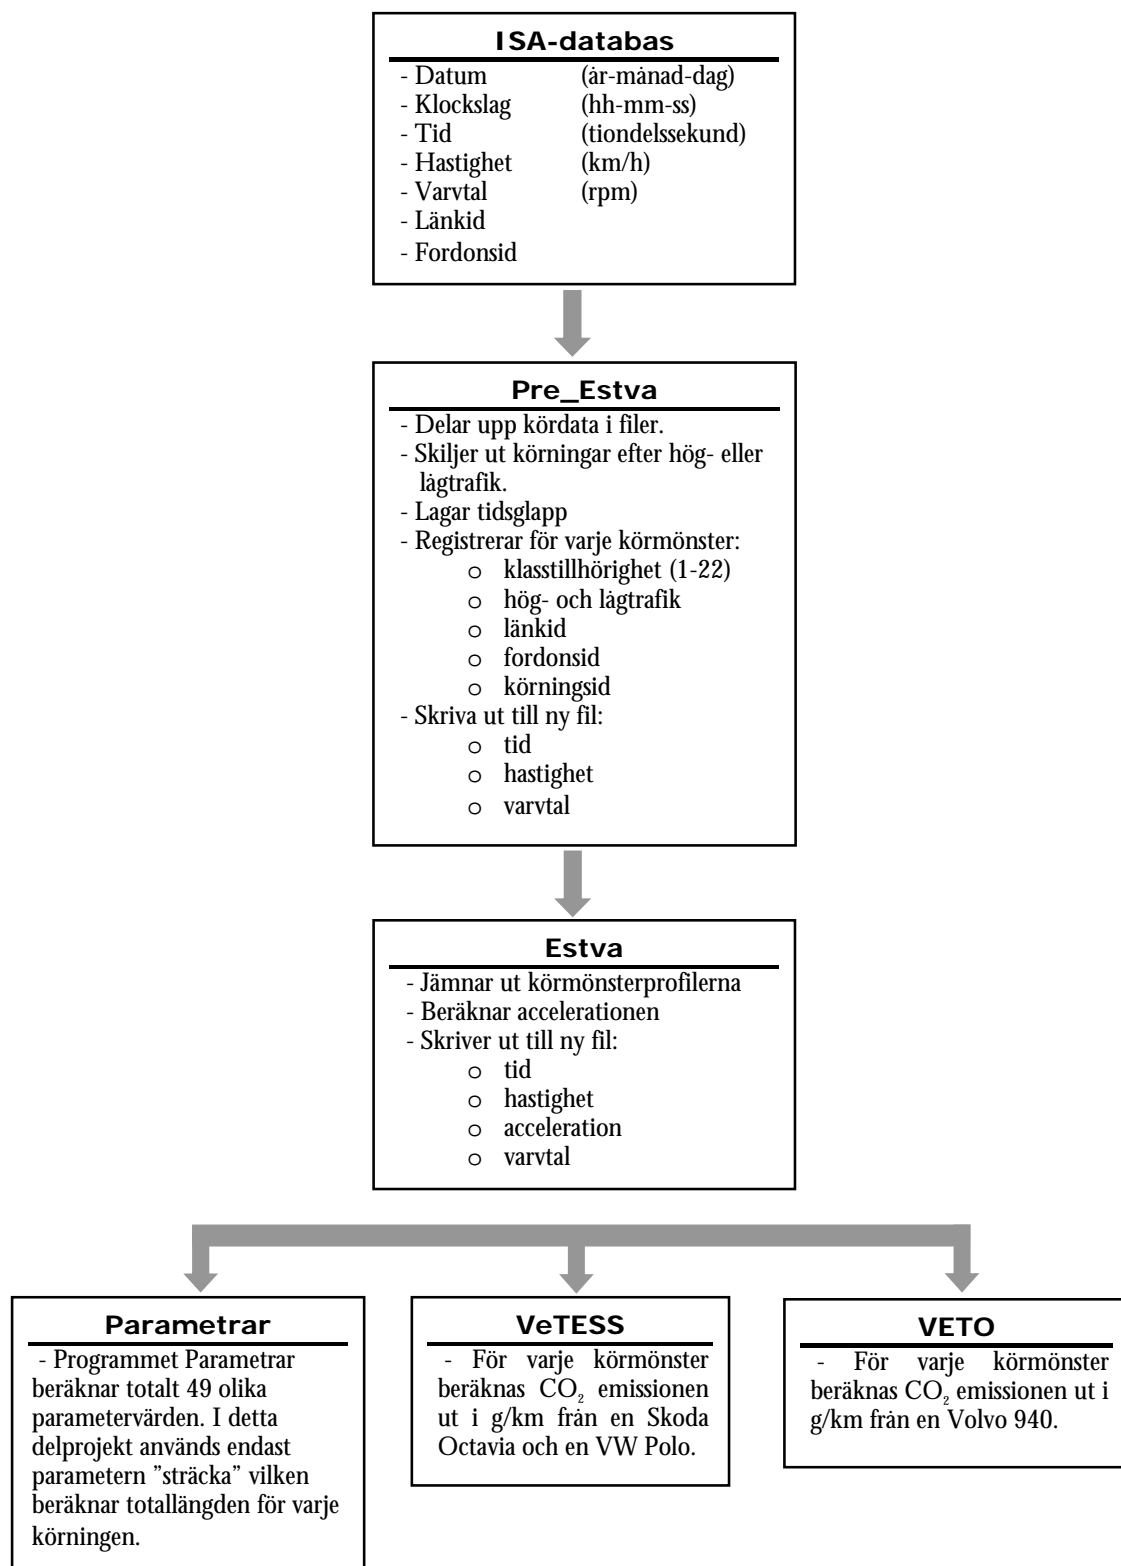 ISA-databas
- Datum (år-månad-dag)
- Klockslag (hh-mm-ss)
- Tid (tiondelssekund)
- Hastighet (km/h)
- Varvtal (rpm)
- Länkid
- Fordonsid
Pre_Estva
- Delar upp kördata i filer.
- Skiljer ut körningar efter hög- eller
lågtrafik.
- Lagar tidsglapp
- Registrerar för varje körmönster:
o klasstillhörighet (1-22)
o hög- och lågtrafik
o länkid
o fordonsid
o körningsid
- Skriva ut till ny fil:
o tid
o hastighet
o varvtal
Estva
- Jämnar ut körmönsterprofilerna
- Beräknar accelerationen
- Skriver ut till ny fil:
o tid
o hastighet
o acceleration
o varvtal
Parametrar
- Programmet Parametrar
beräknar totalt 49 olika
parametervärden. I detta
delprojekt används endast
parametern ”sträcka” vilken
beräknar totallängden för varje
körningen.
VeTESS
- För varje körmönster
beräknas CO₂ emissionen
ut i g/km från en Skoda
Octavia och en VW Polo.
VETO
- För varje körmönster
beräknas CO₂ emissionen ut i
g/km från en Volvo 940.